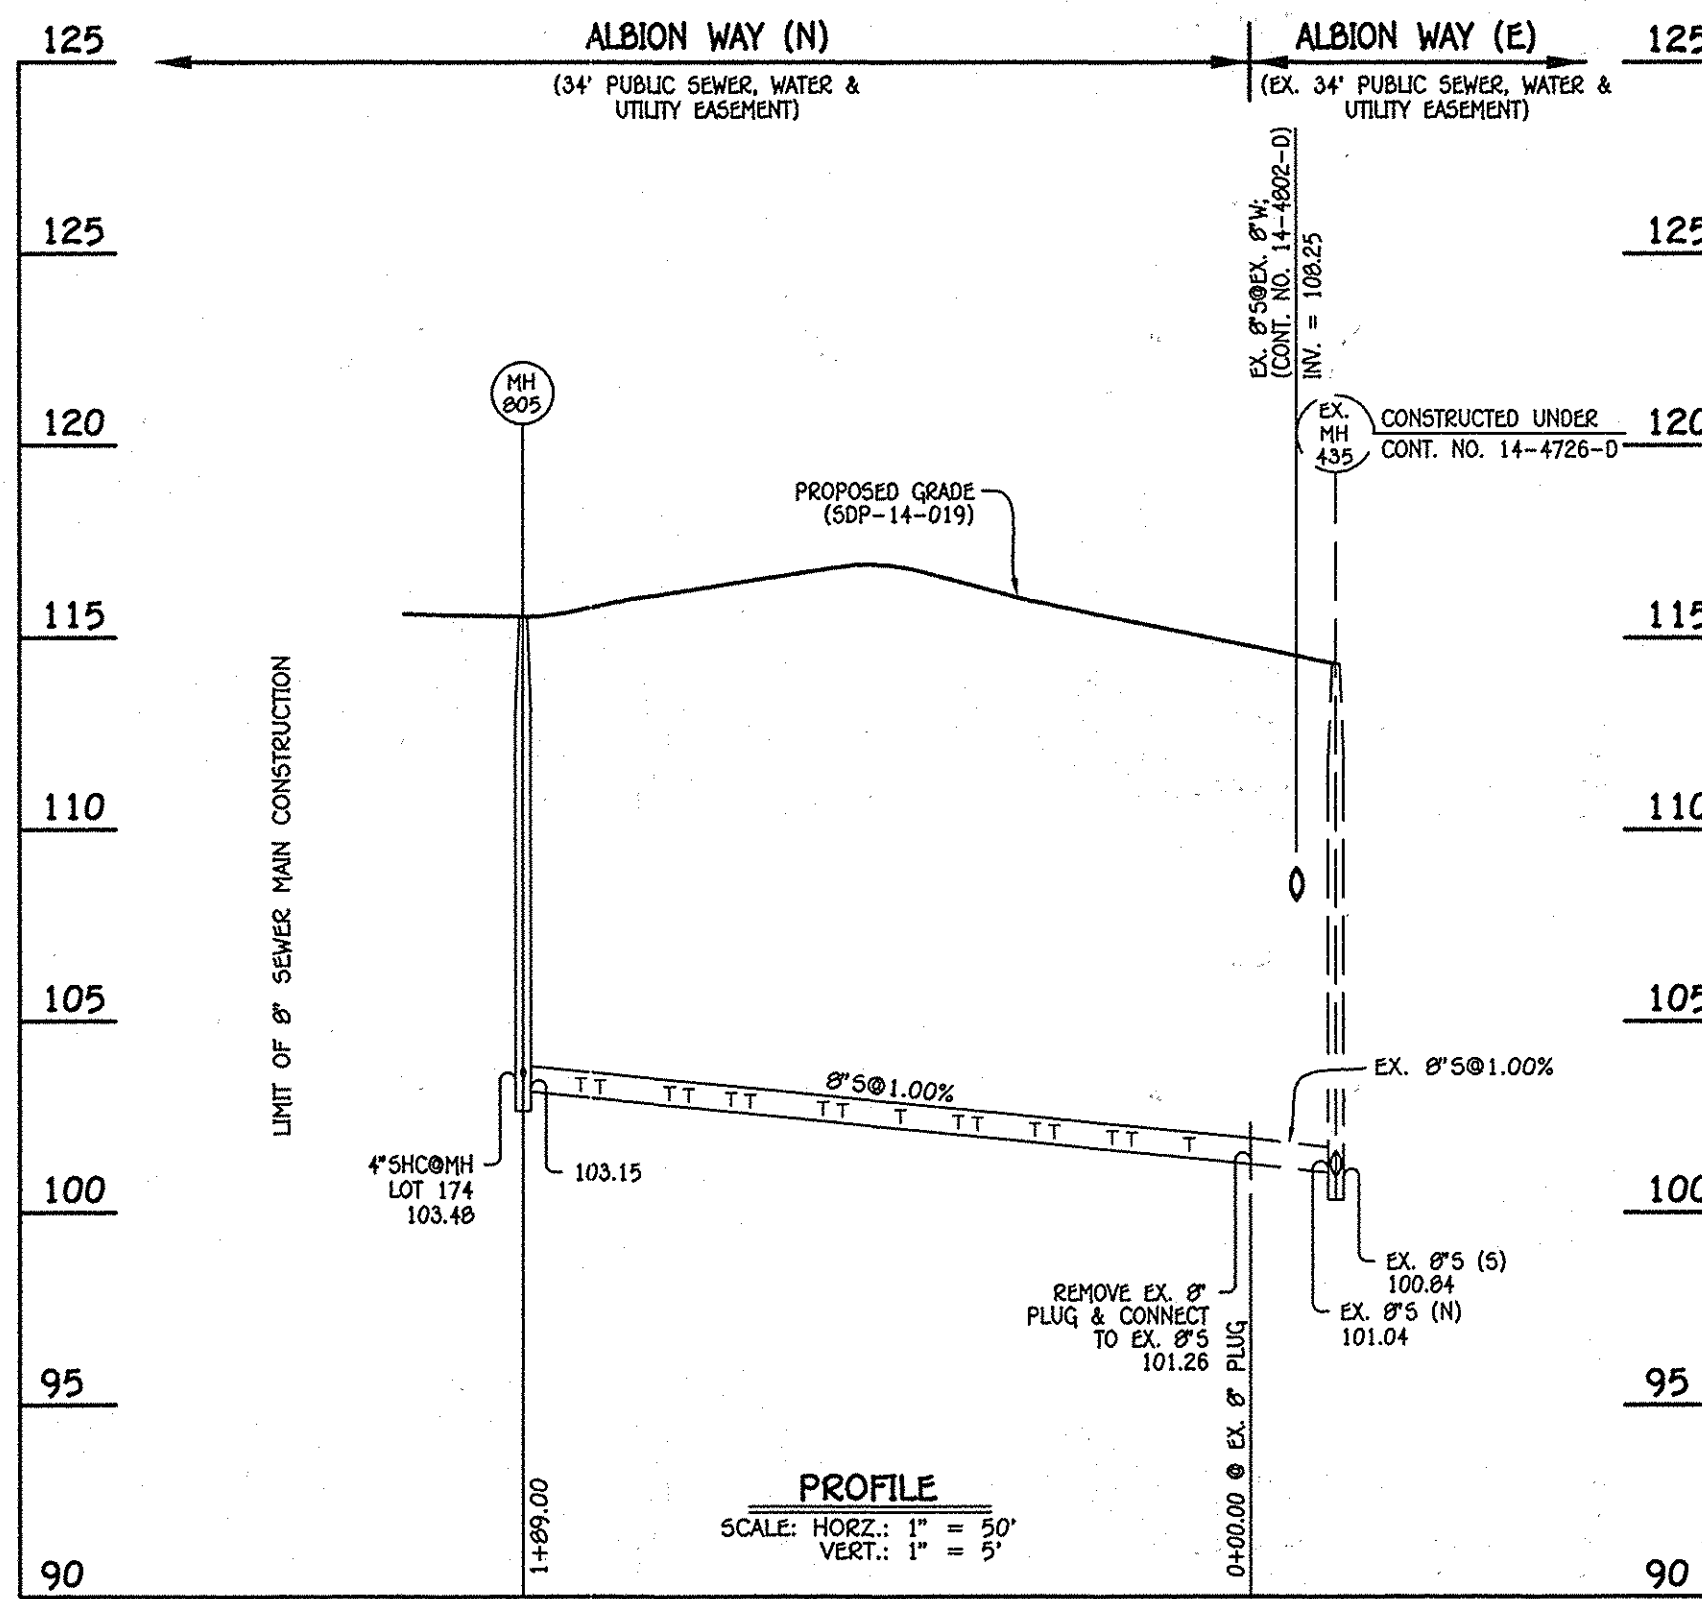 125
ALBION WAY (N)
ALBION WAY (E)
125
(34' PUBLIC SEWER, WATER &
UTILITY EASEMENT)
(EX. 34' PUBLIC SEWER, WATER &
UTILITY EASEMENT)
EX. 8"S@EX. 8"W;
(CONT. NO. 14-4802-D)
INV. = 108.25
125
125
MH
805
EX.
MH
435
CONSTRUCTED UNDER
CONT. NO. 14-4726-D
120
120
PROPOSED GRADE
(SDP-14-019)
115
115
LIMIT OF 8" SEWER MAIN CONSTRUCTION
110
110
105
105
8"S@1.00%
EX. 8"S@1.00%
T T T T T T T T T T T T T T T T
4"SHC@MH
LOT 174
103.48
103.15
100
100
EX. 8"S (S)
100.84
EX. 8"S (N)
101.04
REMOVE EX. 8"
PLUG & CONNECT
TO EX. 8"S
101.26
95
95
1+89.00
0+00.00 @ EX. 8" PLUG
PROFILE
SCALE: HORZ.: 1" = 50'
VERT.: 1" = 5'
90
90